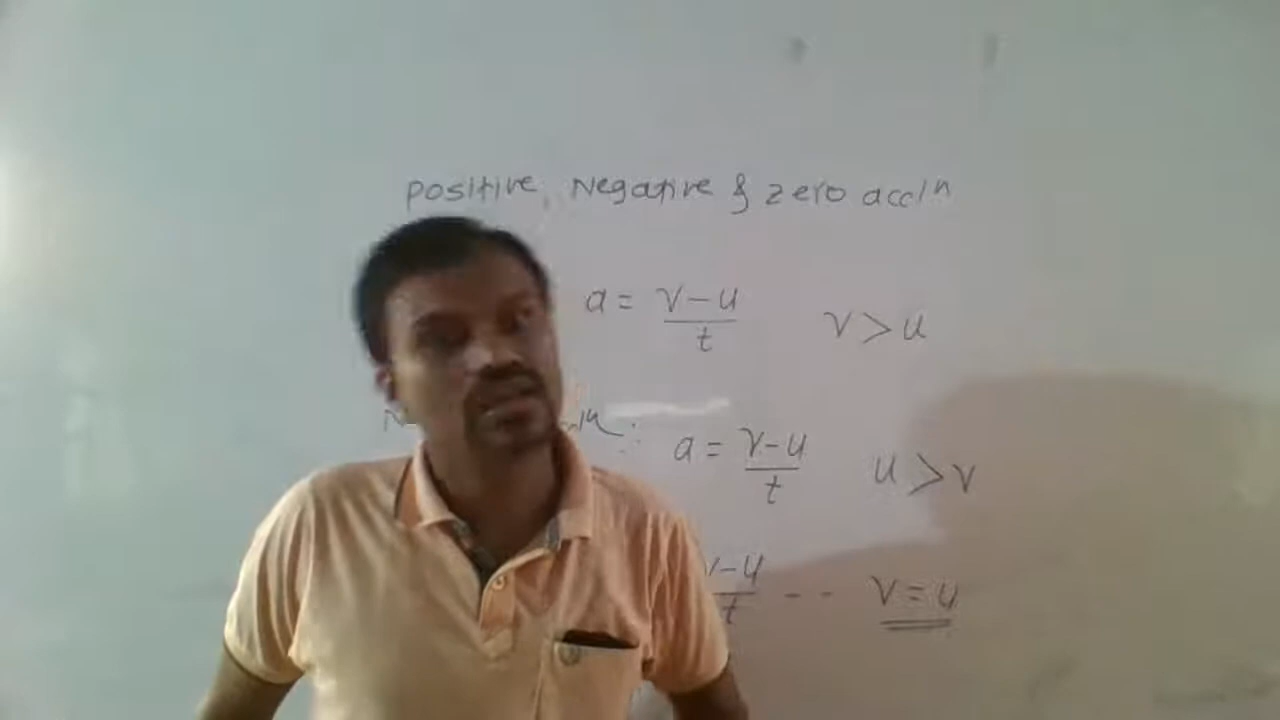 Positive, Negative & zero accln
a = v-u/t v>u
a = v-u/t u>v
v-u/t -- v=u